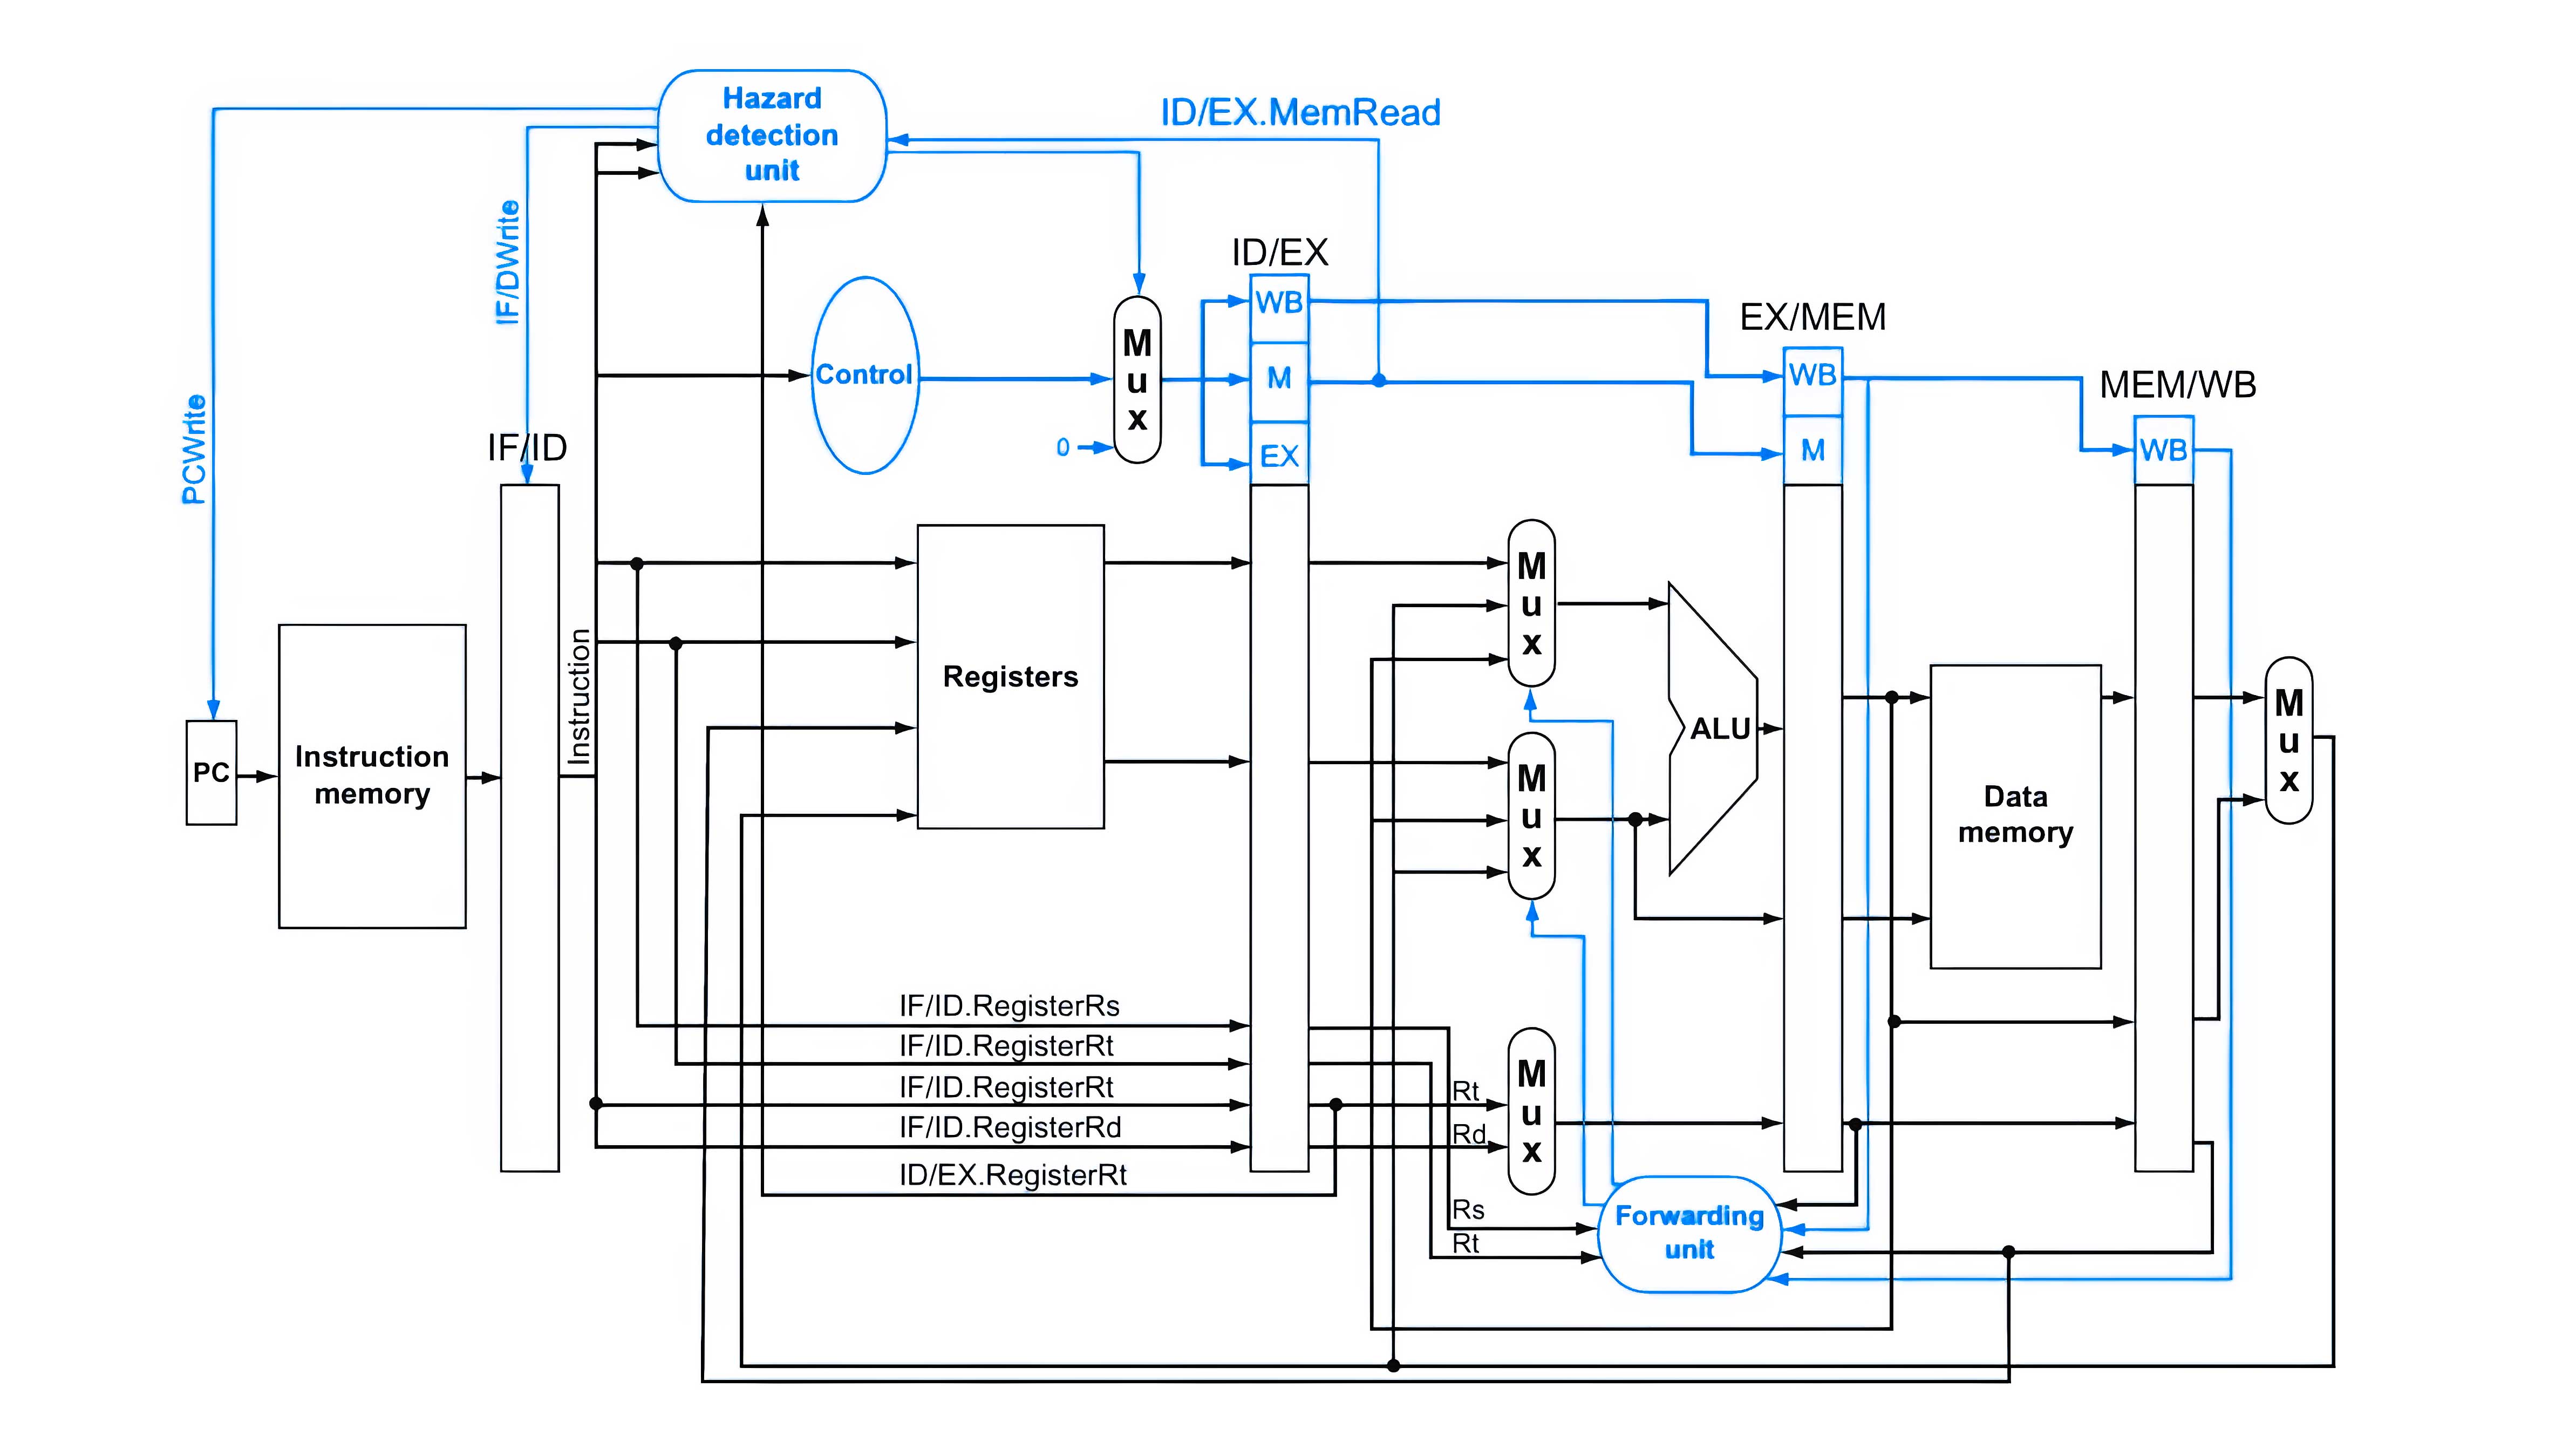 Hazard
detection
unit
ID/EX.MemRead
IF/DWrite
ID/EX
WB
M
EX
EX/MEM
WB
M
MEM/WB
WB
Control
M
u
x
0
PCWrite
IF/ID
Instruction
PC
Instruction
memory
Registers
M
u
x
M
u
x
ALU
Data
memory
M
u
x
IF/ID.RegisterRs
IF/ID.RegisterRt
IF/ID.RegisterRt
IF/ID.RegisterRd
ID/EX.RegisterRt
Rt
Rd
M
u
x
Rs
Rt
Forwarding
unit